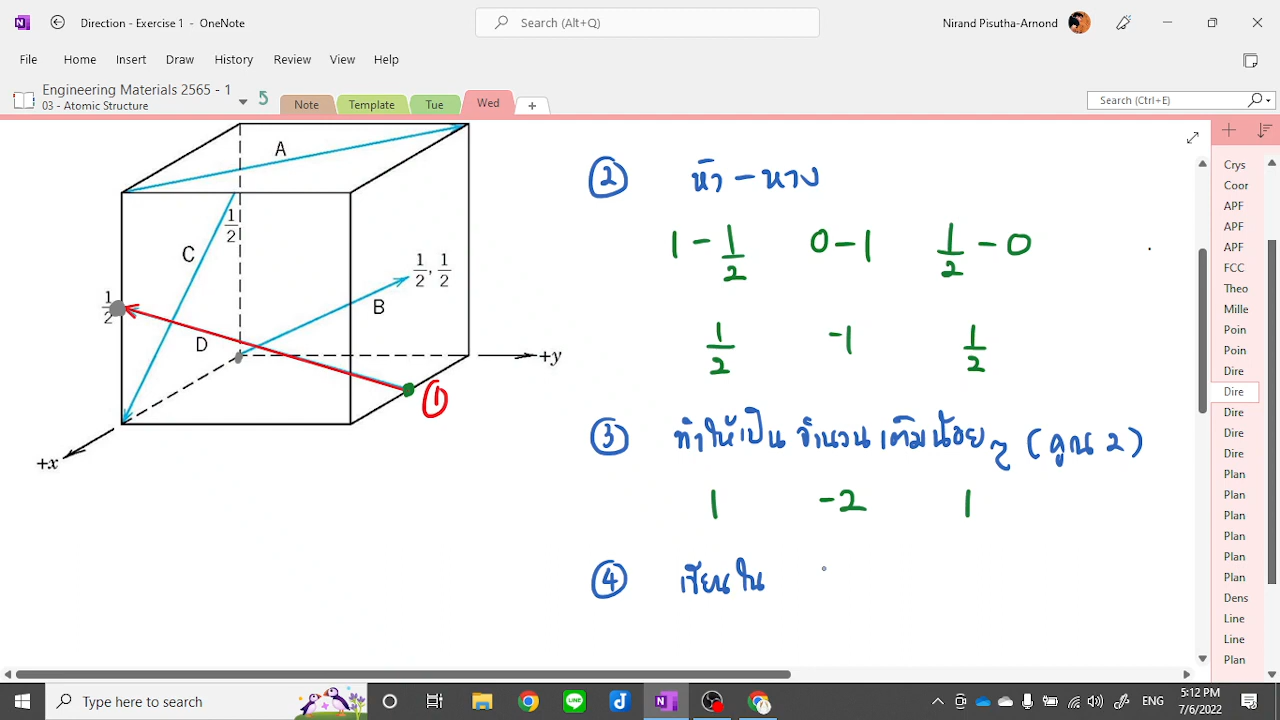 Direction - Exercise 1 - OneNote
Search (Alt+Q)
Nirand Pisutha-Arnond
File Home Insert Draw History Review View Help
Engineering Materials 2565 - 1
03 - Atomic Structure
Note Template Tue Wed +
Search (Ctrl+E)
A
C
1/2
1/2, 1/2
B
1/2
D
+y
①
+x
② หัว - หาง
1 - 1/2 0 - 1 1/2 - 0
1/2 -1 1/2
③ ทำให้เป็น จำนวน เต็มน้อย ๆ (คูณ 2)
1 -2 1
④ เขียนใน
Crys
Coor
APF
APF
APF
FCC
Theo
Mille
Poin
Poin
Dire
Dire
Dire
Dire
Dire
Plan
Plan
Plan
Plan
Plan
Plan
Dens
Line
Line
Plan
Type here to search
ENG
5:12 PM
7/6/2022